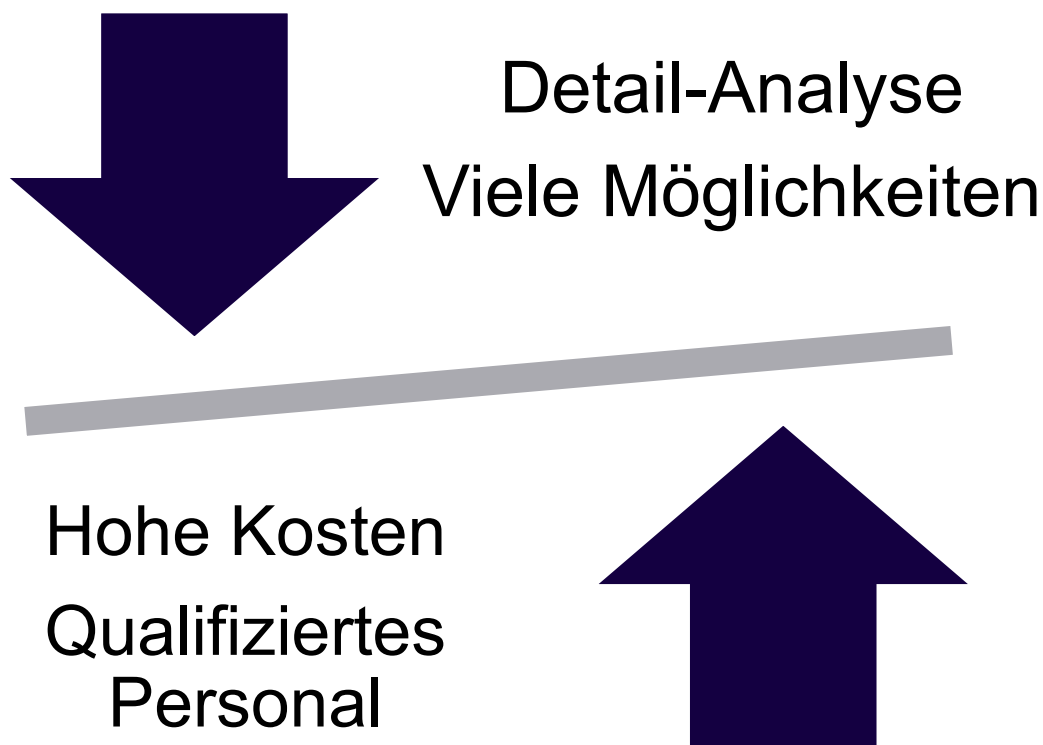 Detail-Analyse
Viele Möglichkeiten
Hohe Kosten
Qualifiziertes
Personal